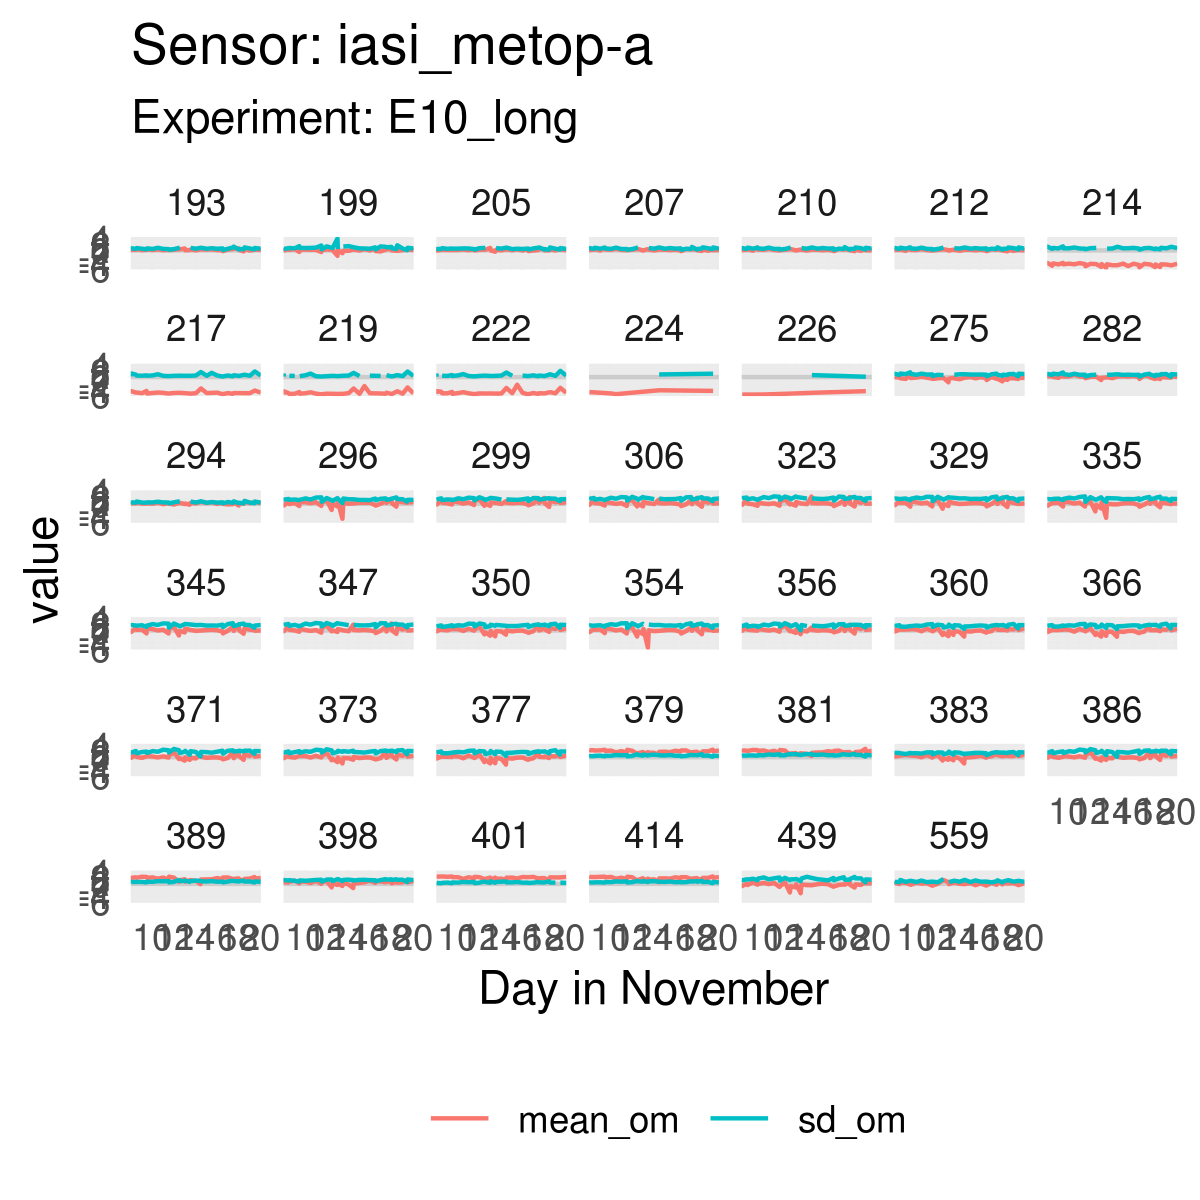 Sensor: iasi_metop-a
Experiment: E10_long
193 199 205 207 210 212 214
217 219 222 224 226 275 282
294 296 299 306 323 329 335
value
345 347 350 354 356 360 366
371 373 377 379 381 383 386
389 398 401 414 439 559
Day in November
mean_om sd_om